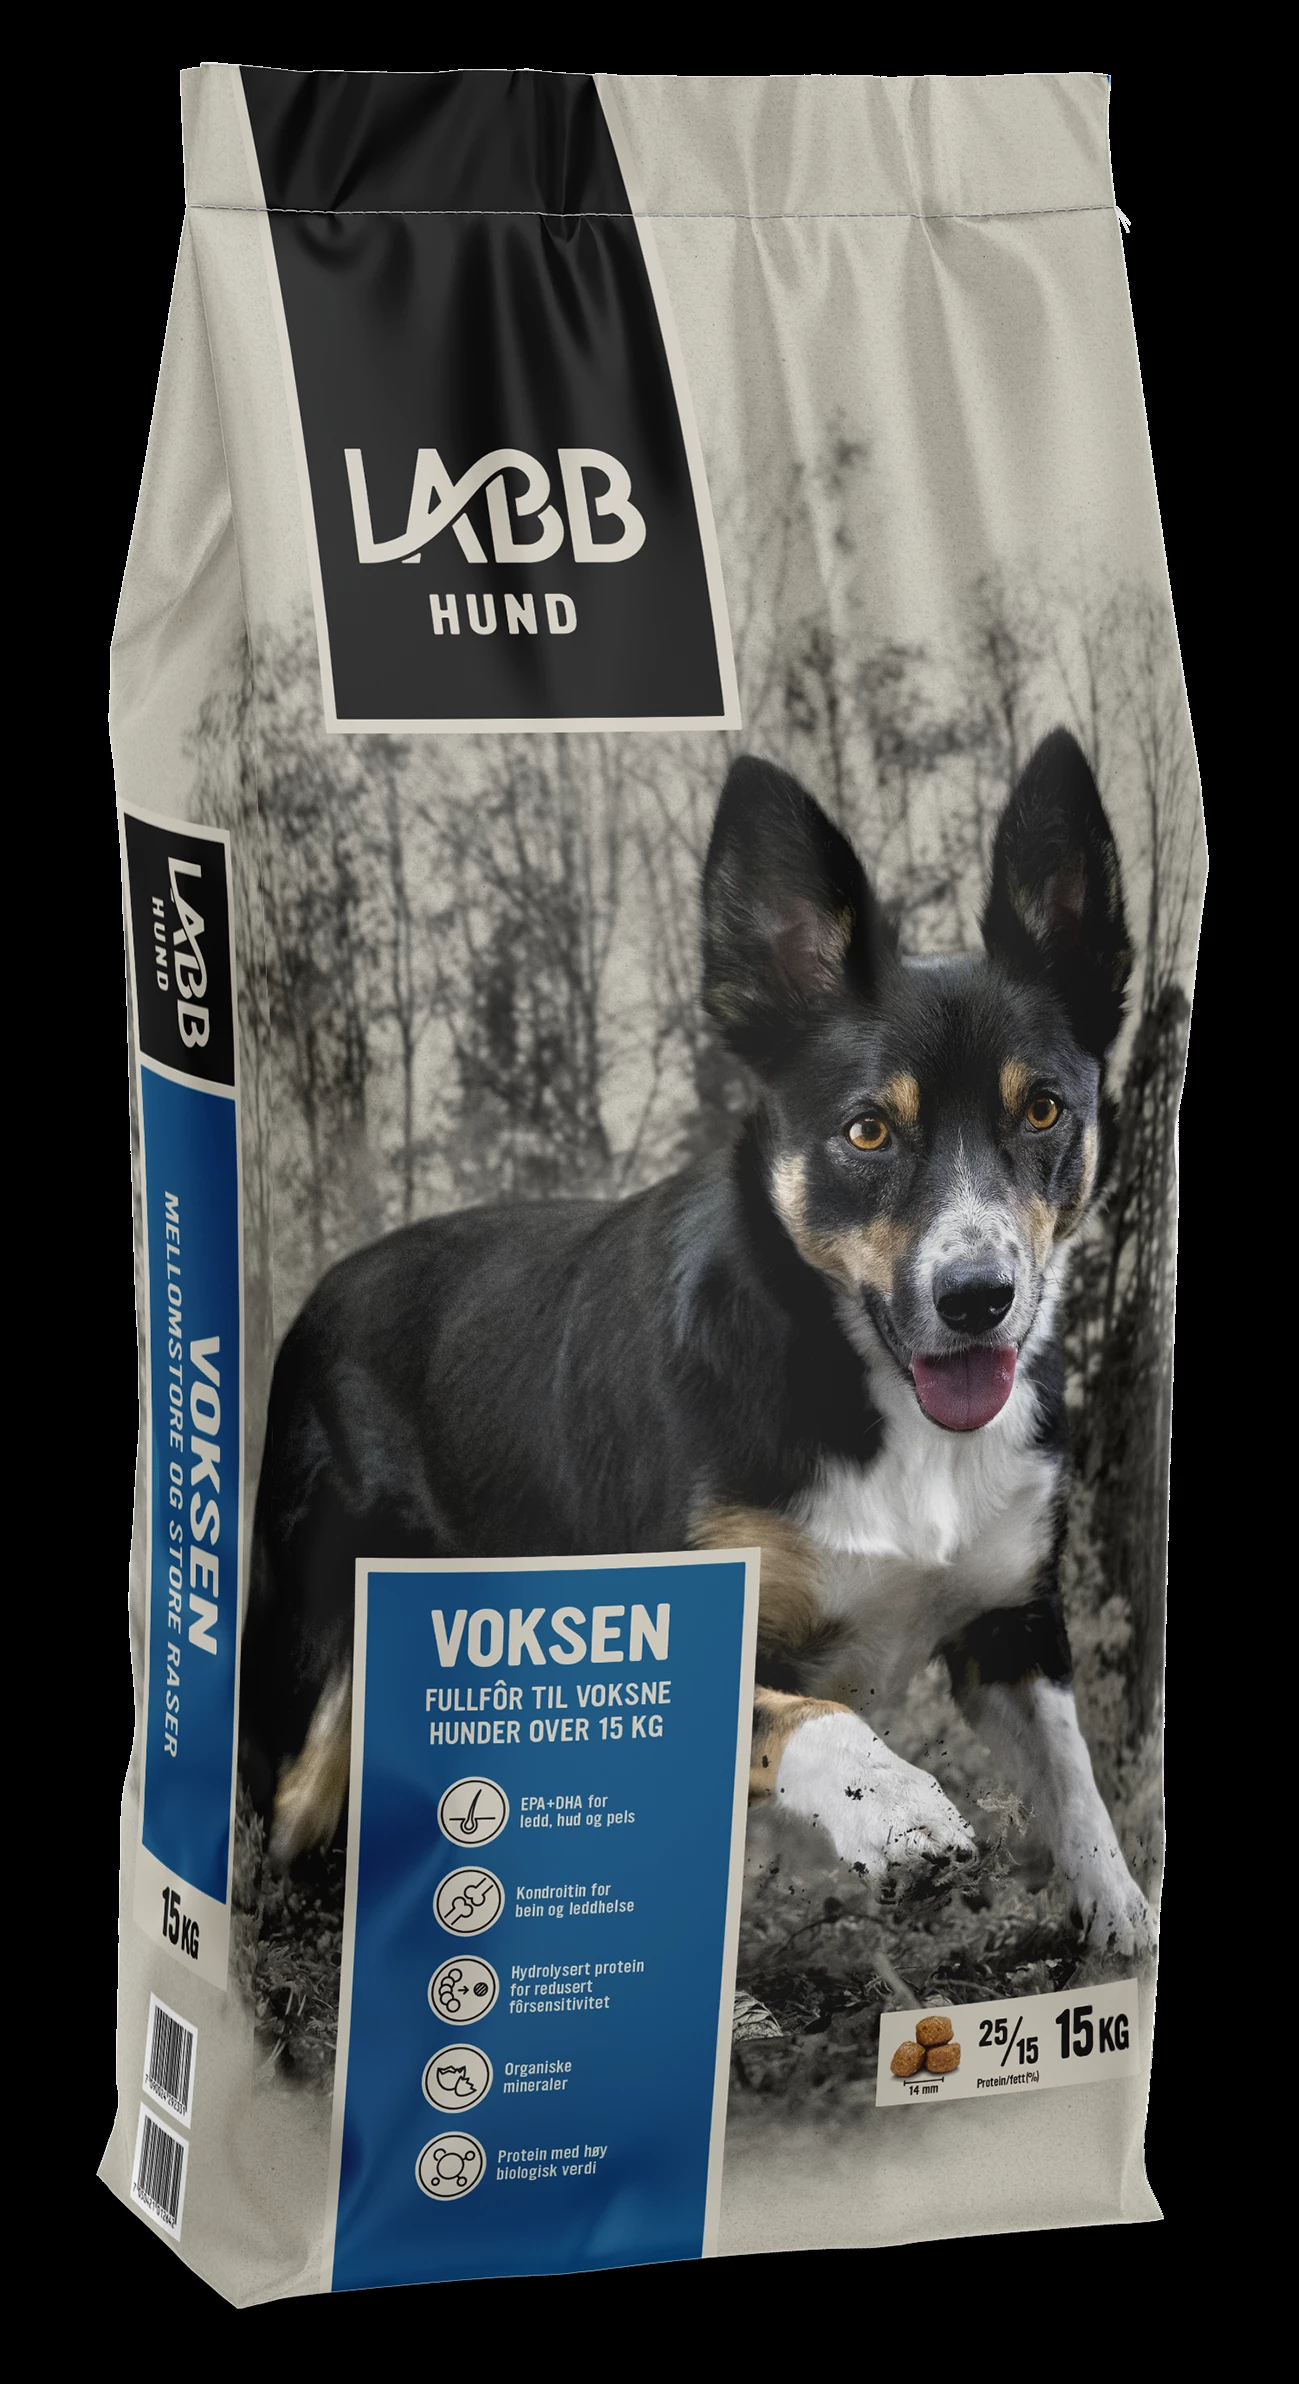 LABB
HUND
LABB
HUND
VOKSEN
MELLOMSTORE OG STORE RASER
15 KG
VOKSEN
FULLFÔR TIL VOKSNE
HUNDER OVER 15 KG
EPA+DHA for
ledd, hud og pels
Kondroitin for
bein og leddhelse
Hydrolysert protein
for redusert
fôrsensitivitet
Organiske
mineraler
Protein med høy
biologisk verdi
14 mm
25/15
Protein/fett(%)
15 KG